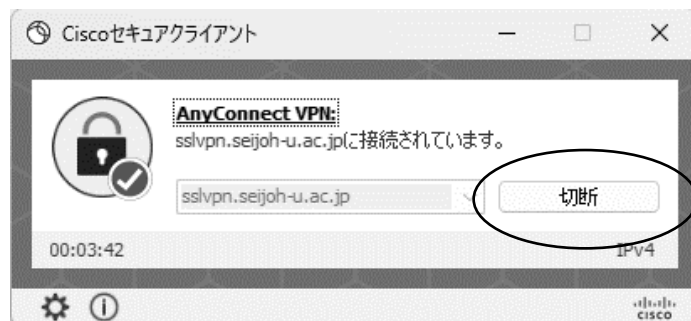 Ciscoセキュアクライアント
AnyConnect VPN:
sslvpn.seijoh-u.ac.jpに接続されています。
sslvpn.seijoh-u.ac.jp 切断
00:03:42 IPv4
CISCO